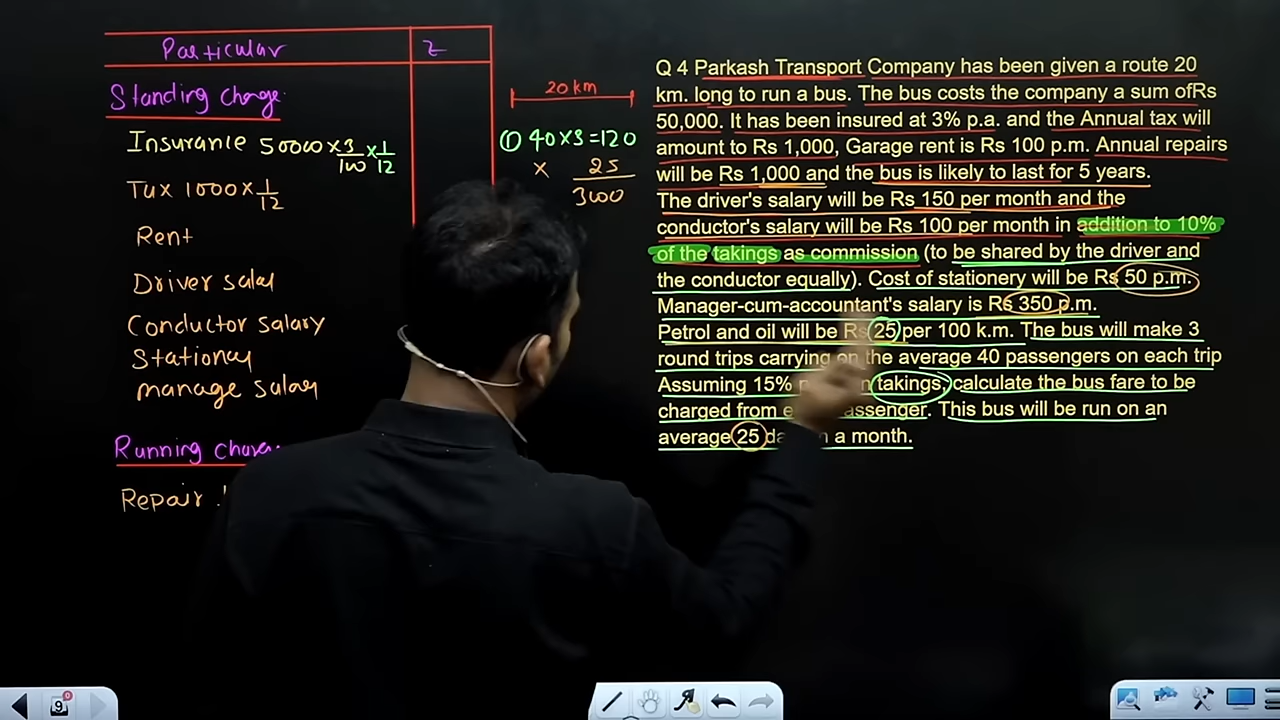 Particular ₹
Standing charge
Insurance 50000 × 3/100 × 1/12
Tax 1000 × 1/12
Rent
Driver salary
Conductor salary
Stationery
manage salary
Running
Repair
20 km
① 40×3=120
× 25
3000
Q 4 Parkash Transport Company has been given a route 20
km. long to run a bus. The bus costs the company a sum ofRs
50,000. It has been insured at 3% p.a. and the Annual tax will
amount to Rs 1,000, Garage rent is Rs 100 p.m. Annual repairs
will be Rs 1,000 and the bus is likely to last for 5 years.
The driver's salary will be Rs 150 per month and the
conductor's salary will be Rs 100 per month in addition to 10%
of the takings as commission (to be shared by the driver and
the conductor equally). Cost of stationery will be Rs 50 p.m.
Manager-cum-accountant's salary is Rs 350 p.m.
Petrol and oil will be Rs 25 per 100 k.m. The bus will make 3
round trips carrying on the average 40 passengers on each trip
Assuming 15% takings, calculate the bus fare to be
charged from passenger. This bus will be run on an
average 25 a month.
9
0